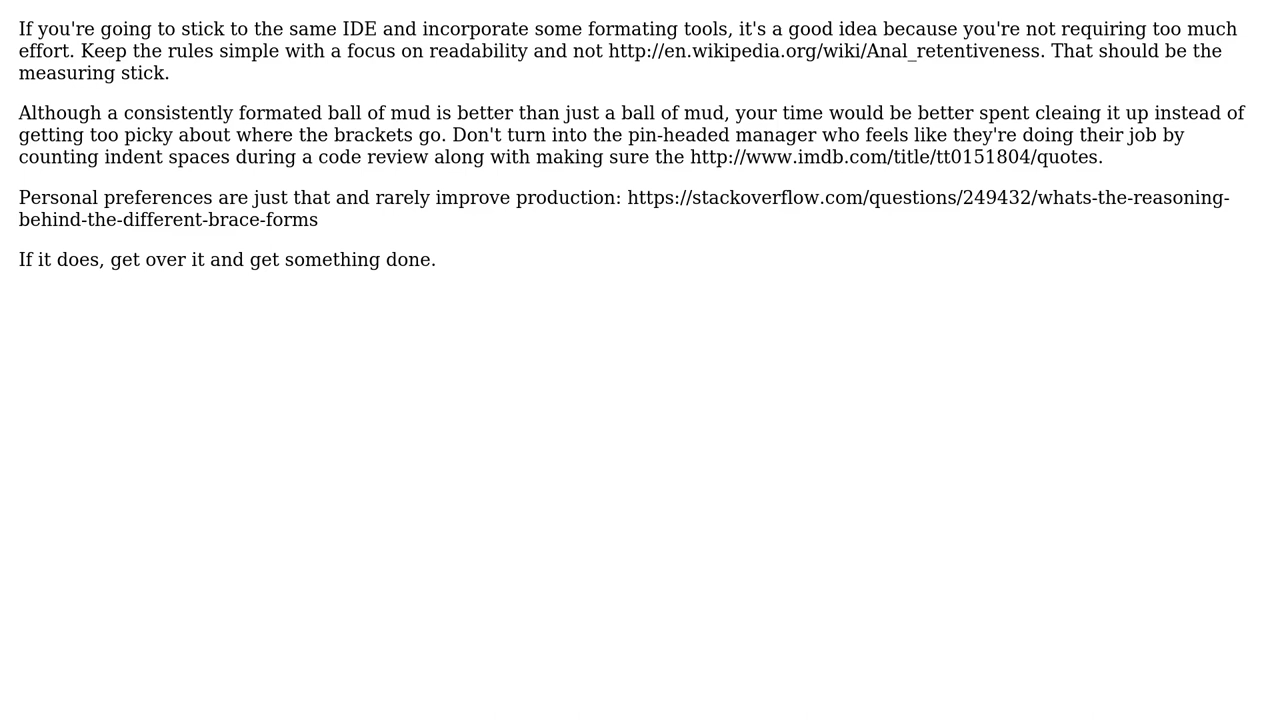 If you're going to stick to the same IDE and incorporate some formating tools, it's a good idea because you're not requiring too much
effort. Keep the rules simple with a focus on readability and not http://en.wikipedia.org/wiki/Anal_retentiveness. That should be the
measuring stick.
Although a consistently formated ball of mud is better than just a ball of mud, your time would be better spent cleaing it up instead of
getting too picky about where the brackets go. Don't turn into the pin-headed manager who feels like they're doing their job by
counting indent spaces during a code review along with making sure the http://www.imdb.com/title/tt0151804/quotes.
Personal preferences are just that and rarely improve production: https://stackoverflow.com/questions/249432/whats-the-reasoning-
behind-the-different-brace-forms
If it does, get over it and get something done.